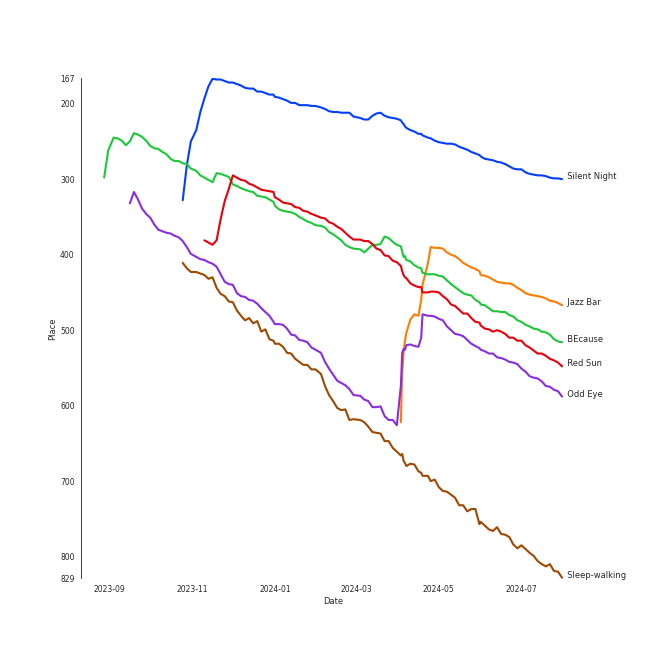 167
200
300
400
500
600
700
800
829
Place
2023-09
2023-11
2024-01
2024-03
2024-05
2024-07
Date
Silent Night
Jazz Bar
BEcause
Red Sun
Odd Eye
Sleep-walking